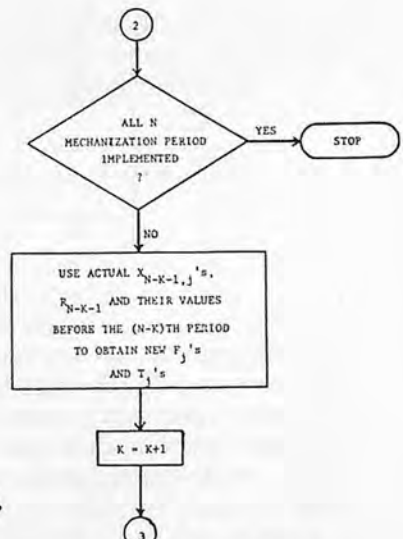 2
ALL N
MECHANIZATION PERIOD
IMPLEMENTED
?
YES
STOP
NO
USE ACTUAL X_{N-K-1,j}'s,
R_{N-K-1} AND THEIR VALUES
BEFORE THE (N-K)TH PERIOD
TO OBTAIN NEW F_j's
AND T_j's
K = K+1
3